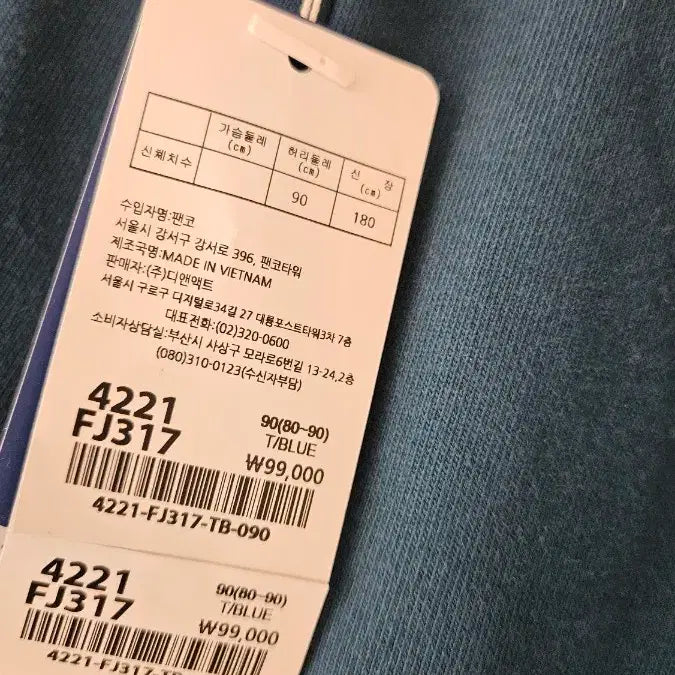 가슴둘레 허리둘레 신 장
(cm) (cm) (cm)
신체치수 90 180
수입자명:팬코
서울시 강서구 강서로 396, 팬코타워
제조국명:MADE IN VIETNAM
판매자:(주)디앤액트
서울시 구로구 디지털로34길 27 대륭포스트타워3차 7층
대표전화:(02)320-0600
소비자상담실:부산시 사상구 모라로6번길 13-24,2층
(080)310-0123(수신자부담)
4221 90(80~90)
FJ317 T/BLUE
₩99,000
4221-FJ317-TB-090
4221 90(80~90)
FJ317 T/BLUE
₩99,000
4221-FJ317-TB